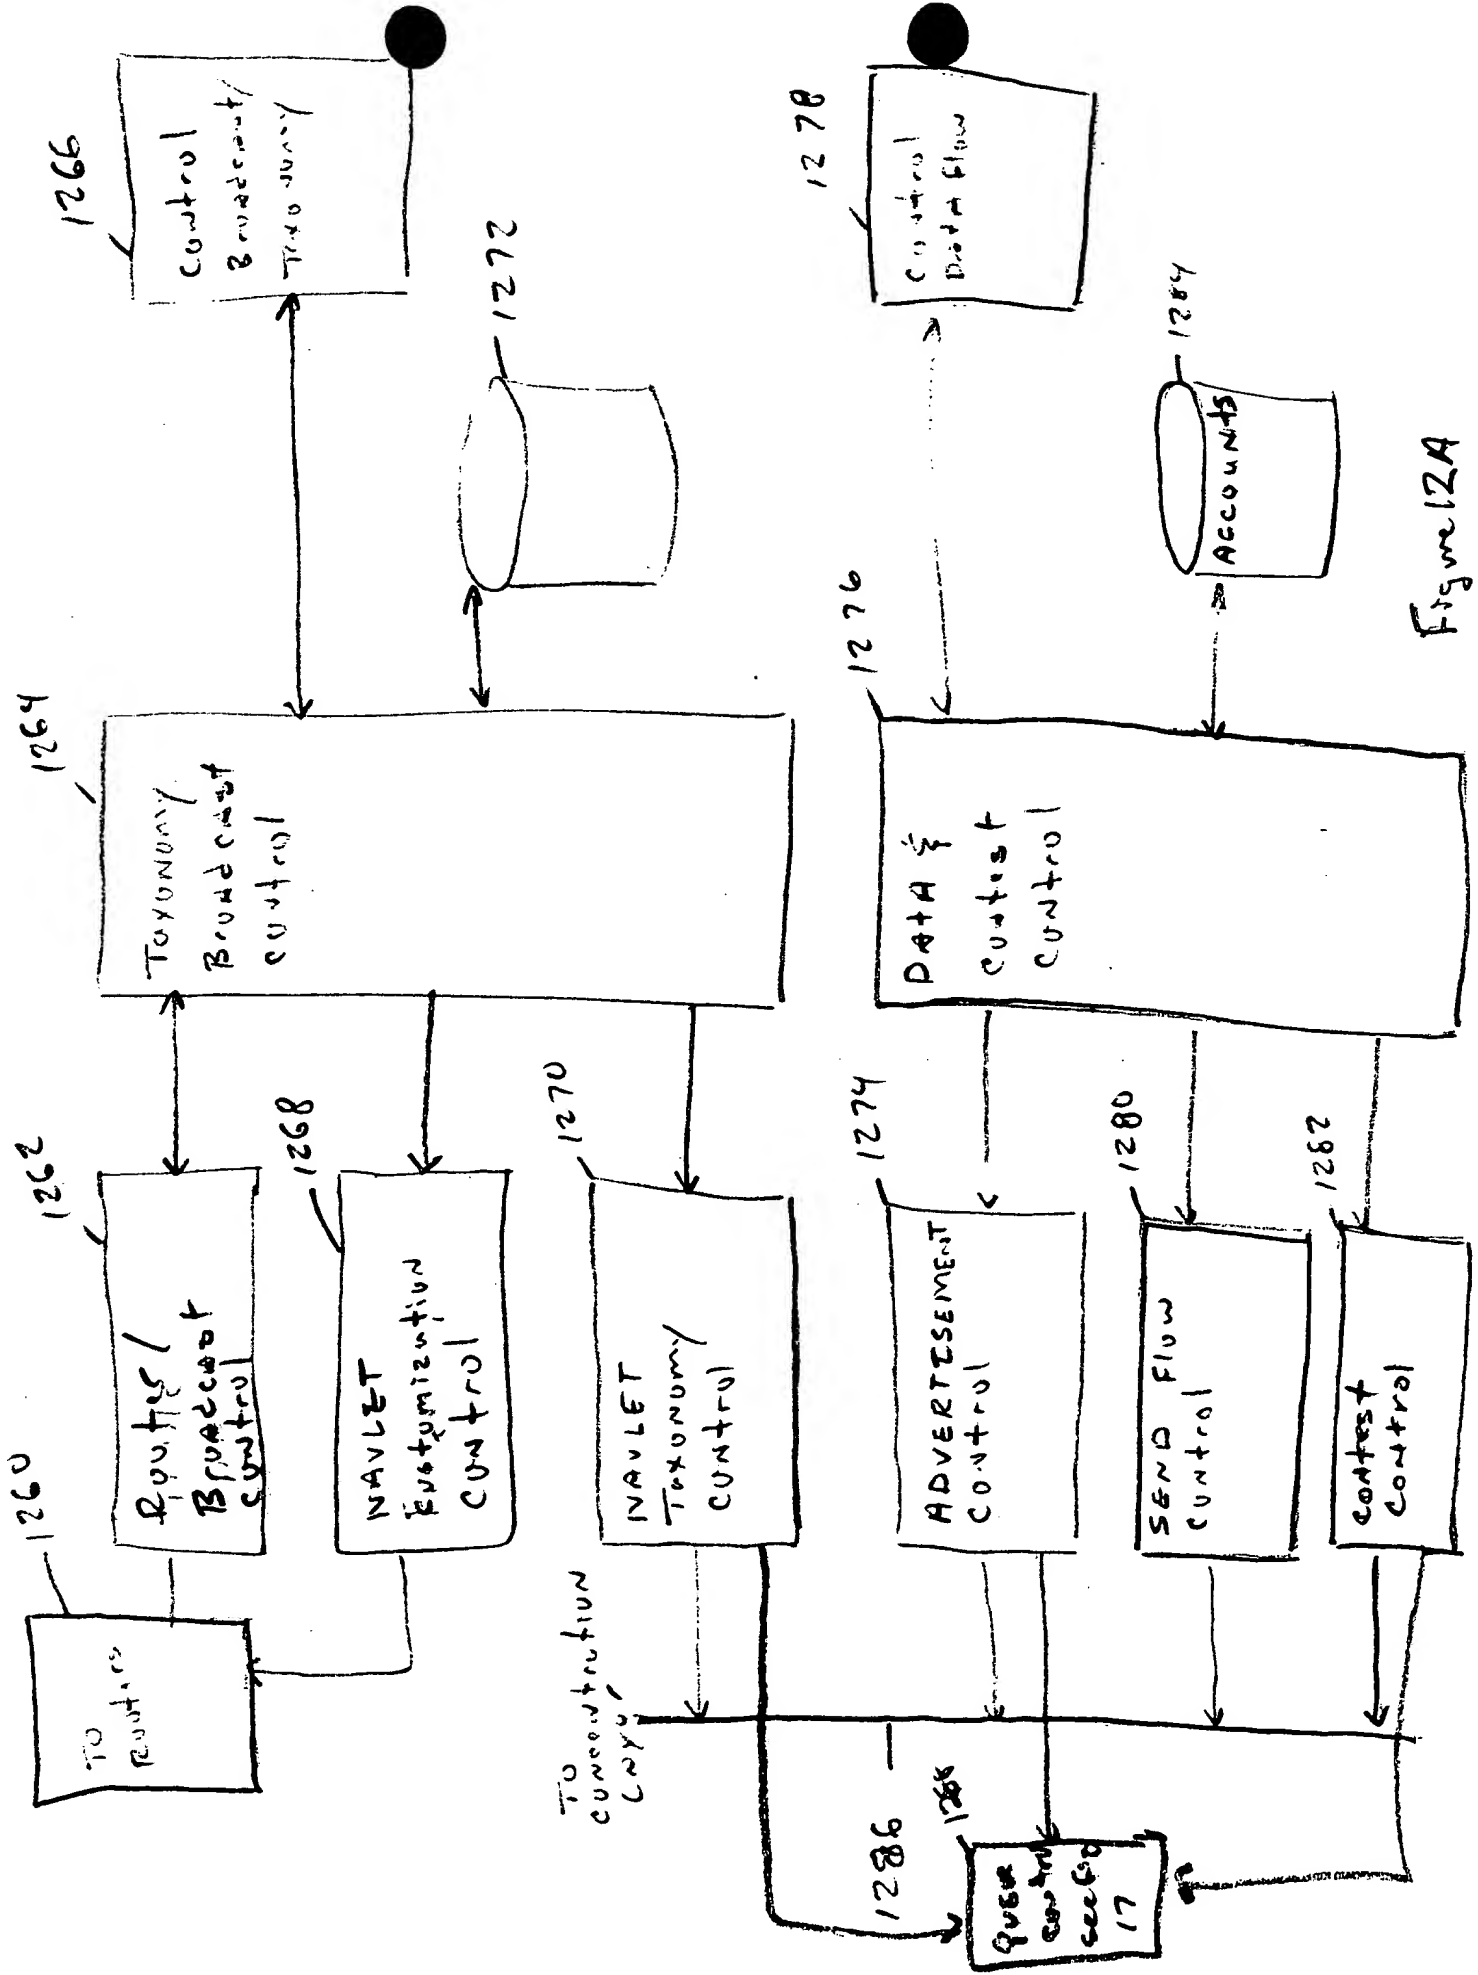 1260
TO
Routers
1262
Router/
Broadcast
control
1264
Taxonomy
Broadcast
control
1266
Control
Broadcast/
Taxonomy
1268
NAVLET
Customization
control
1272
1270
NAVLET
Taxonomy
control
TO
concentration
1276
DATA &
contest
control
1278
Control
Data Flow
1274
ADVERTISEMENT
control
1284
Accounts
1280
SEND Flow
control
1282
contest
control
1286
1288
17
Figure 12A